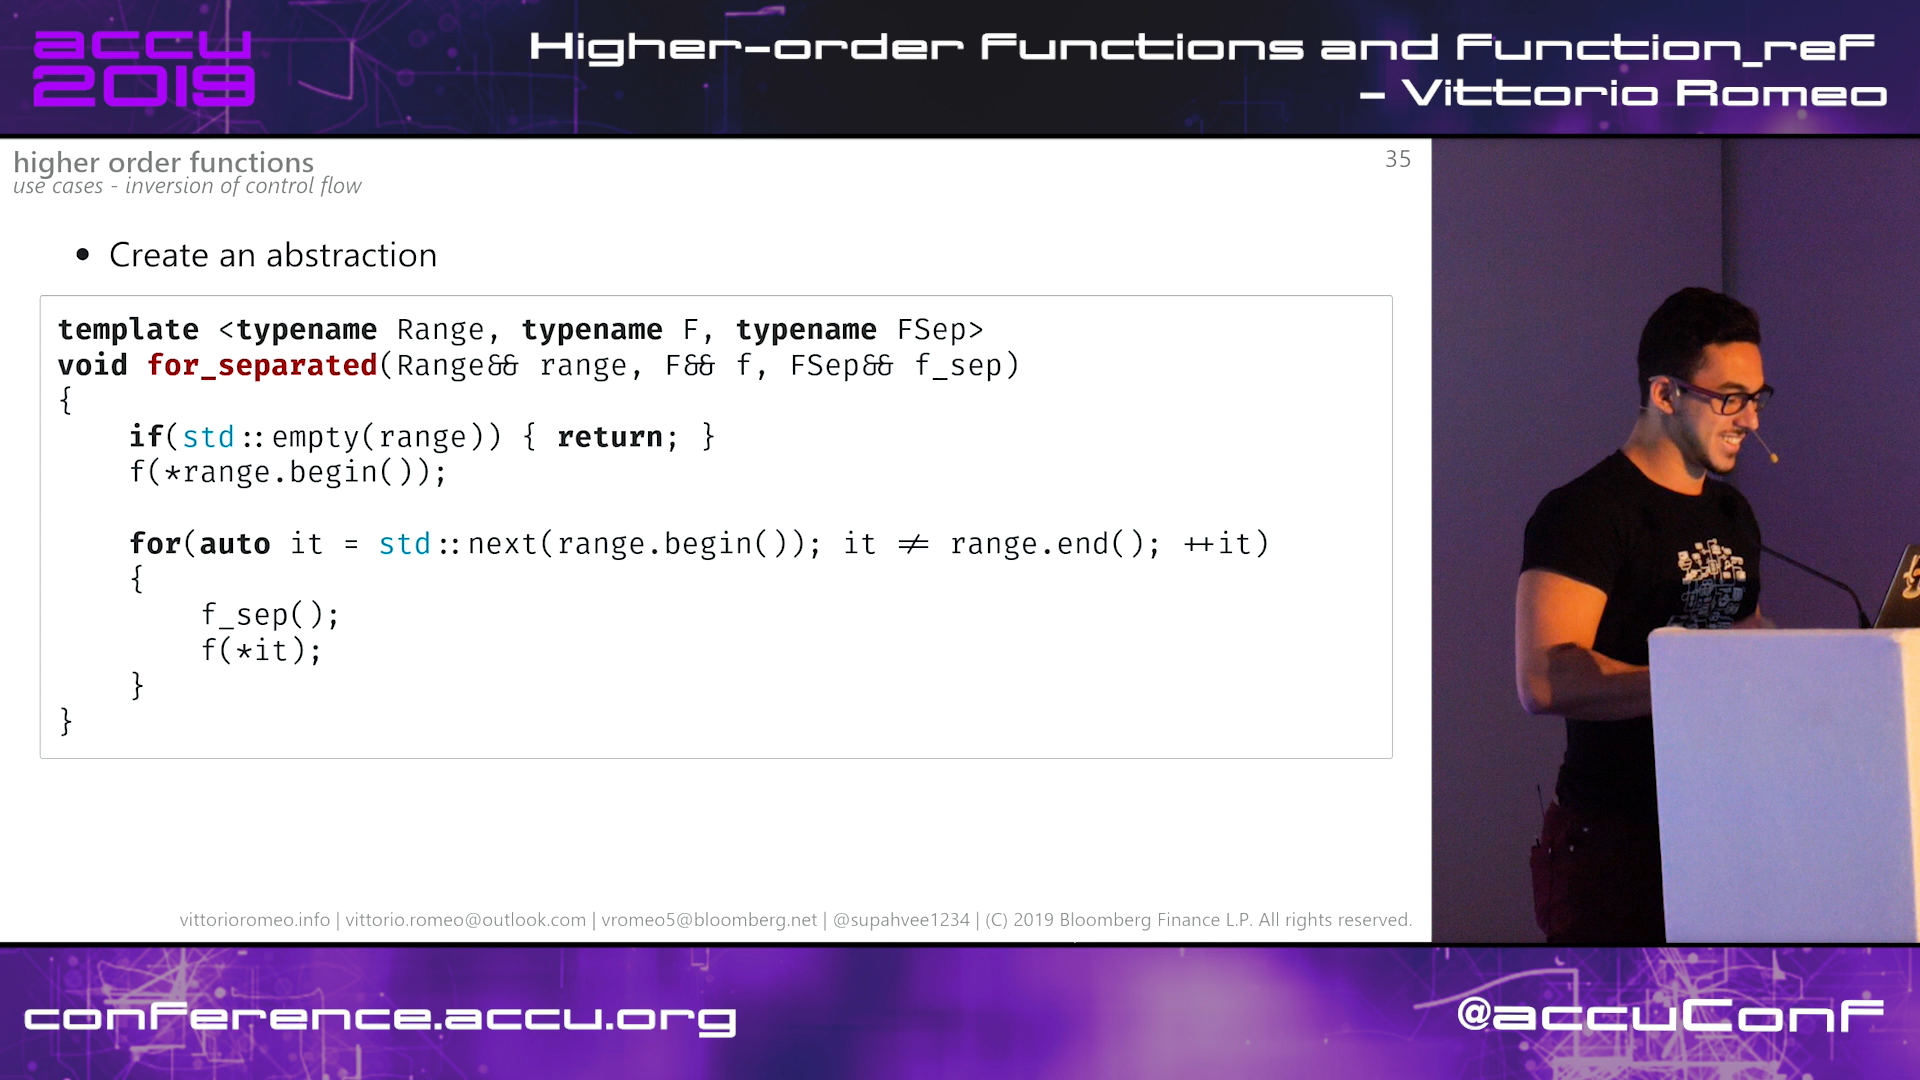 accu
2019
Higher-order Functions and Function_ref
- Vittorio Romeo
higher order functions
use cases - inversion of control flow
35
• Create an abstraction
template <typename Range, typename F, typename FSep>
void for_separated(Range&& range, F&& f, FSep&& f_sep)
{
    if(std::empty(range)) { return; }
    f(*range.begin());
    for(auto it = std::next(range.begin()); it != range.end(); ++it)
    {
        f_sep();
        f(*it);
    }
}
vittorioromeo.info | vittorio.romeo@outlook.com | vromeo5@bloomberg.net | @supahvee1234 | (C) 2019 Bloomberg Finance L.P. All rights reserved.
conference.accu.org
@accuConf